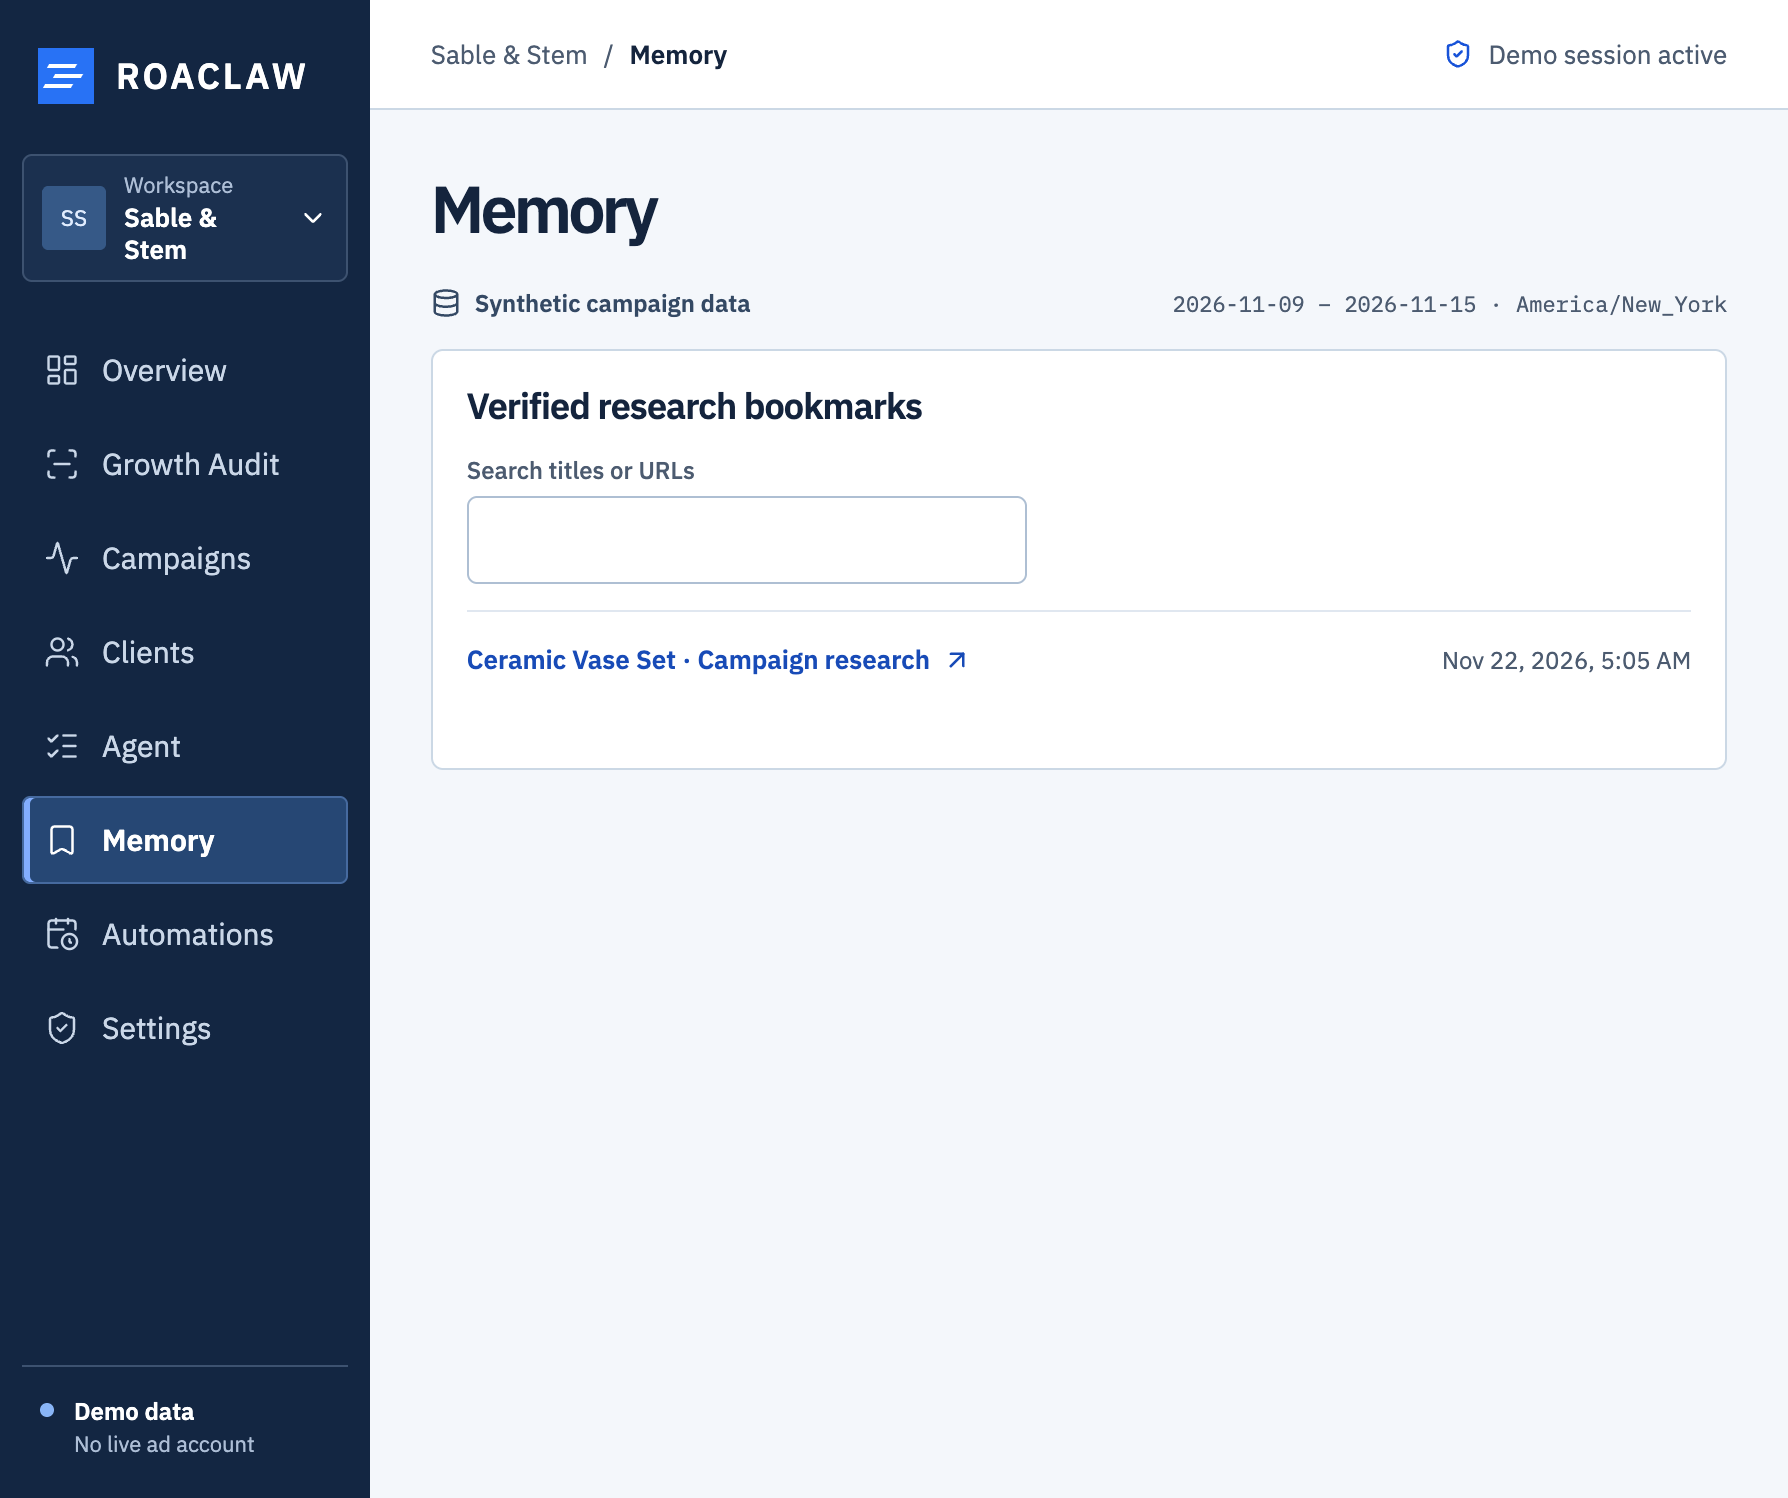 ROACLAW
Workspace
SS
Sable &
Stem
Overview
Growth Audit
Campaigns
Clients
Agent
Memory
Automations
Settings
Demo data
No live ad account
Sable & Stem / Memory
Demo session active
Memory
Synthetic campaign data
2026-11-09 – 2026-11-15 · America/New_York
Verified research bookmarks
Search titles or URLs
Ceramic Vase Set · Campaign research
Nov 22, 2026, 5:05 AM